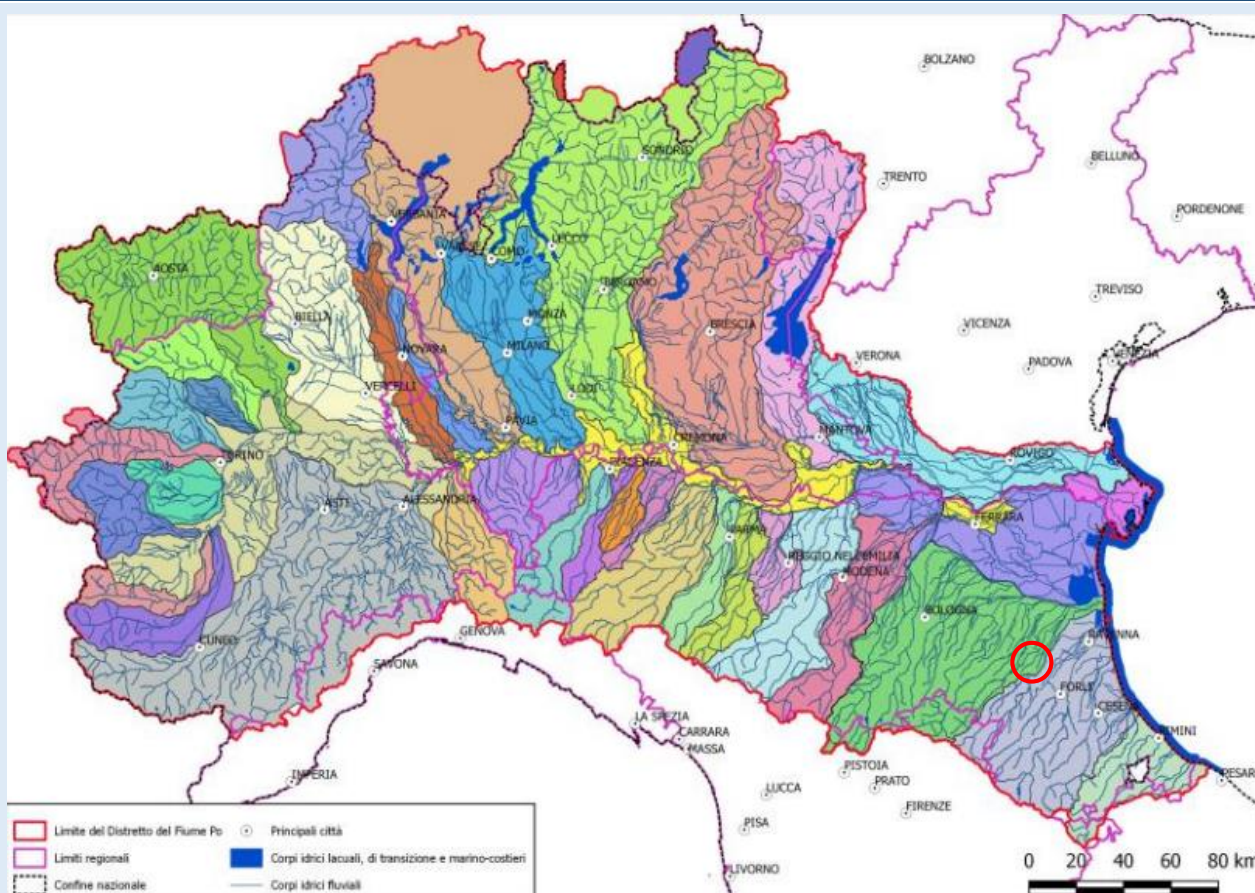 BOLZANO
BELLUNO
SONDRIO
TRENTO
PORDENONE
VERBANIA
LECCO
COMO
AOSTA
TREVISO
BERGAMO
BIELLA
MONZA
VICENZA
BRESCIA
NOVARA
MILANO
VERONA
PADOVA
VENEZIA
VERCELLI
LODI
PAVIA
CREMONA
MANTOVA
TORINO
PIACENZA
ROVIGO
ASTI
ALESSANDRIA
FERRARA
PARMA
REGGIO NELL'EMILIA
MODENA
BOLOGNA
GENOVA
RAVENNA
CUNEO
SAVONA
FORLI'
CESENA
LA SPEZIA
CARRARA
MASSA
RIMINI
IMPERIA
PISTOIA
PRATO
PESAR
LUCCA
FIRENZE
PISA
LIVORNO
Limite del Distretto del Fiume Po
Principali città
Limiti regionali
Corpi idrici lacuali, di transizione e marino-costieri
Confine nazionale
Corpi idrici fluviali
0 20 40 60 80 km